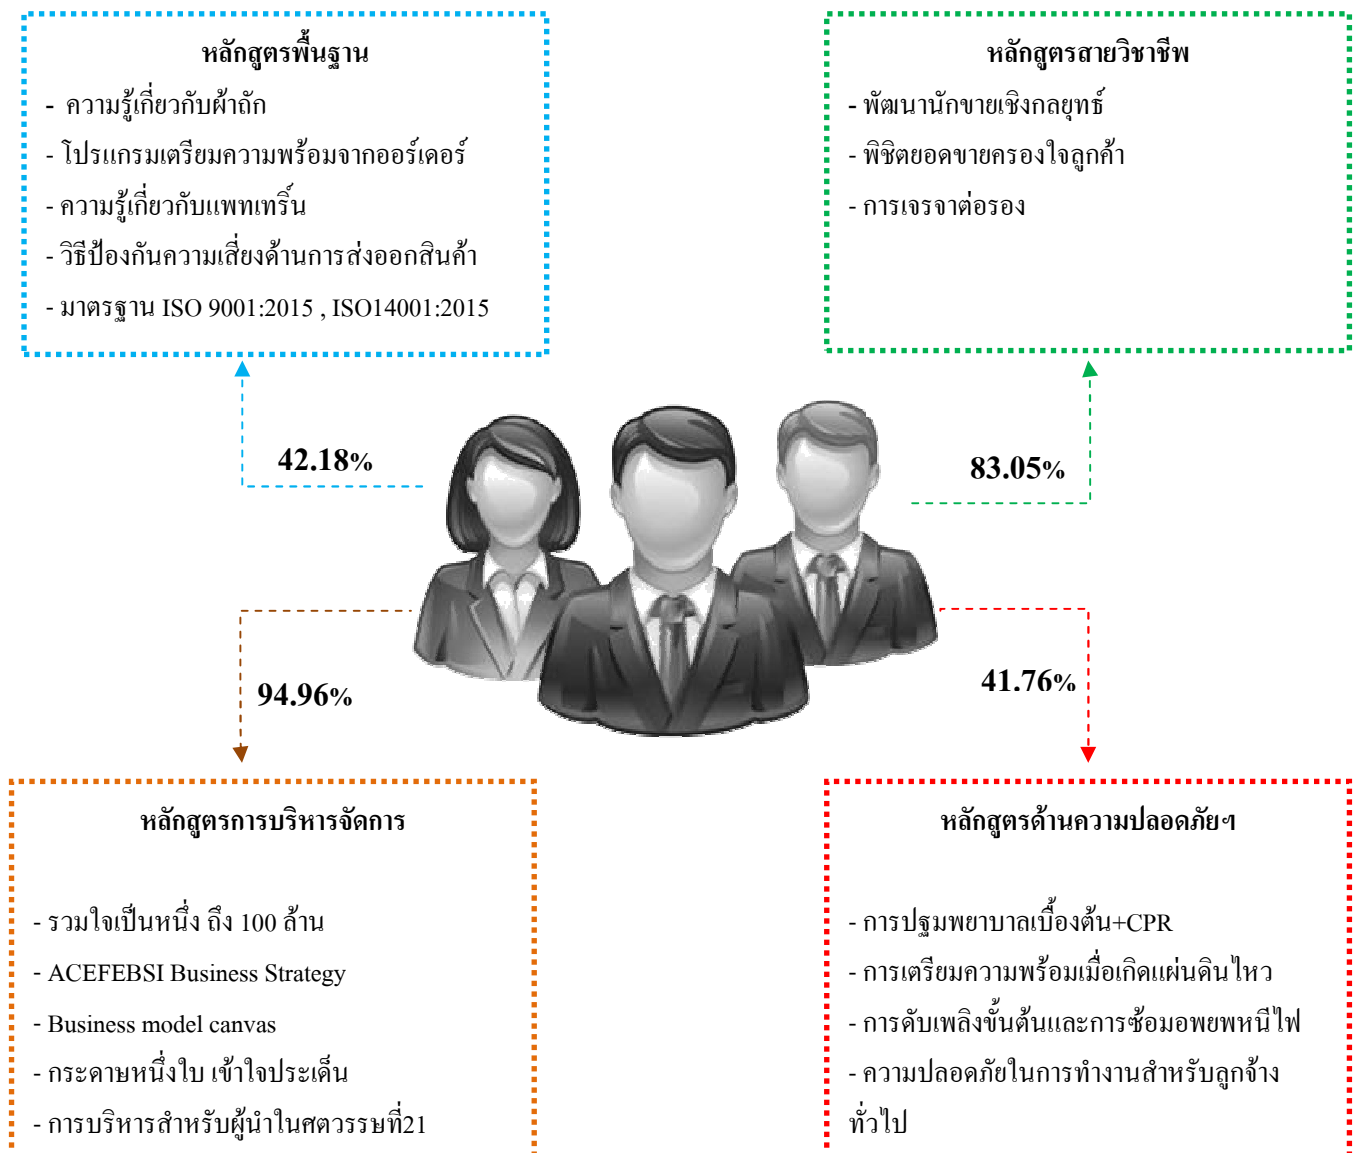 หลักสูตรพื้นฐาน
- ความรู้เกี่ยวกับผ้าถัก
- โปรแกรมเตรียมความพร้อมจากออร์เดอร์
- ความรู้เกี่ยวกับแพทเทริ์น
- วิธีป้องกันความเสี่ยงด้านการส่งออกสินค้า
- มาตรฐาน ISO 9001:2015 , ISO14001:2015
หลักสูตรสายวิชาชีพ
- พัฒนานักขายเชิงกลยุทธ์
- พิชิตยอดขายครองใจลูกค้า
- การเจรจาต่อรอง
42.18%
83.05%
94.96%
41.76%
หลักสูตรการบริหารจัดการ
- รวมใจเป็นหนึ่ง ถึง 100 ล้าน
- ACEFEBSI Business Strategy
- Business model canvas
- กระดาษหนึ่งใบ เข้าใจประเด็น
- การบริหารสำหรับผู้นำในศตวรรษที่21
หลักสูตรด้านความปลอดภัยฯ
- การปฐมพยาบาลเบื้องต้น+CPR
- การเตรียมความพร้อมเมื่อเกิดแผ่นดินไหว
- การดับเพลิงขั้นต้นและการซ้อมอพยพหนีไฟ
- ความปลอดภัยในการทำงานสำหรับลูกจ้าง
ทั่วไป